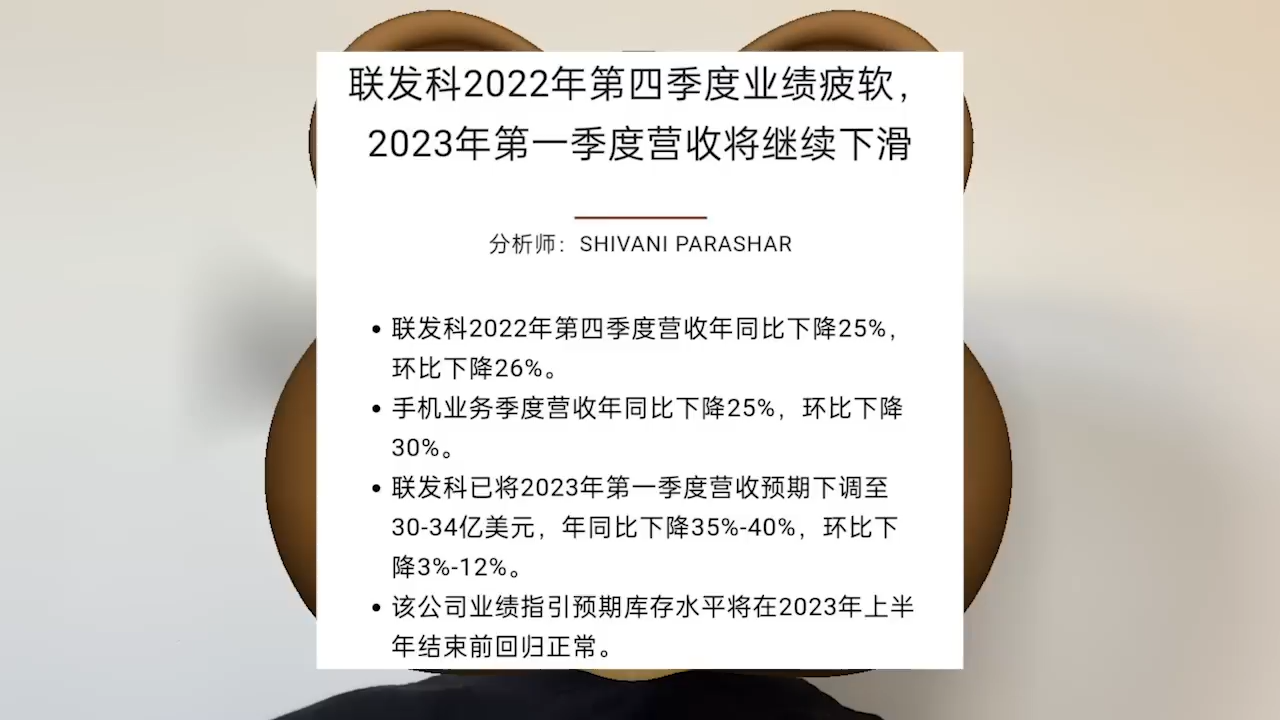 联发科2022年第四季度业绩疲软，
2023年第一季度营收将继续下滑
分析师：SHIVANI PARASHAR
• 联发科2022年第四季度营收年同比下降25%，
环比下降26%。
• 手机业务季度营收年同比下降25%，环比下降
30%。
• 联发科已将2023年第一季度营收预期下调至
30-34亿美元，年同比下降35%-40%，环比下
降3%-12%。
• 该公司业绩指引预期库存水平将在2023年上半
年结束前回归正常。